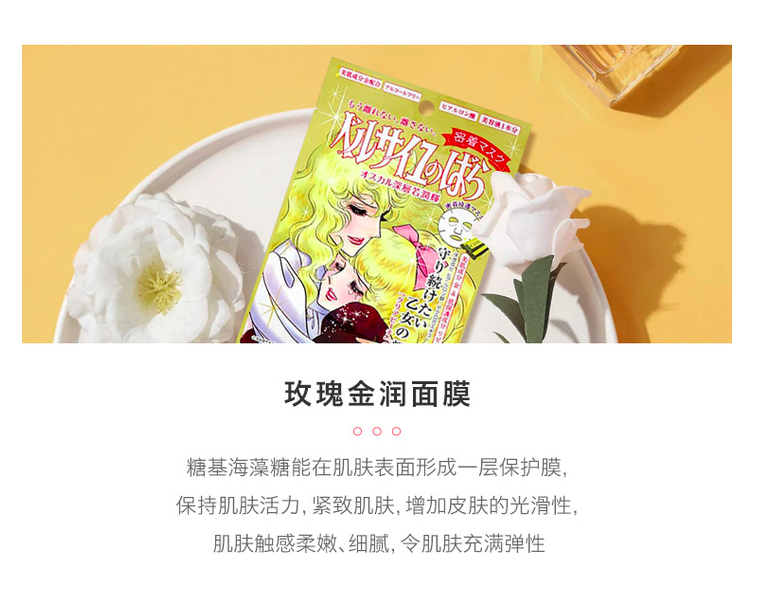 美肌成分金配合 アルコールフリー
ヒアルロン酸 美容液1本分
もう離れない、離さない。
ベルサイユのばら
密着マスク
オスカル深層若潤輝
守り続けたい
乙女の
玫瑰金润面膜
糖基海藻糖能在肌肤表面形成一层保护膜,
保持肌肤活力, 紧致肌肤, 增加皮肤的光滑性,
肌肤触感柔嫩、细腻, 令肌肤充满弹性